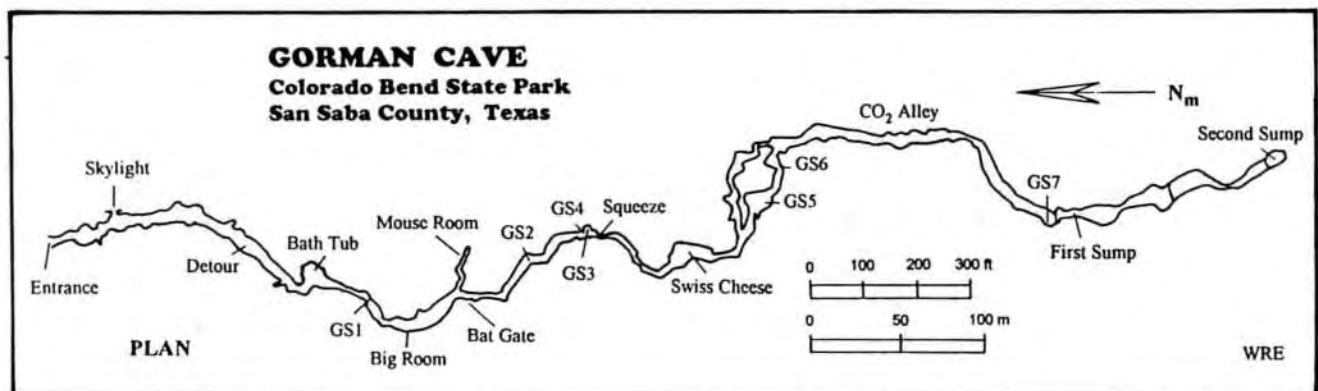 GORMAN CAVE
Colorado Bend State Park
San Saba County, Texas
Nm
CO2 Alley
Second Sump
Skylight
GS6
GS7
GS5
GS4
Squeeze
Mouse Room
GS2
Bath Tub
Detour
First Sump
GS3
Entrance
Swiss Cheese
0 100 200 300 ft
GS1
Bat Gate
0 50 100 m
Big Room
PLAN
WRE